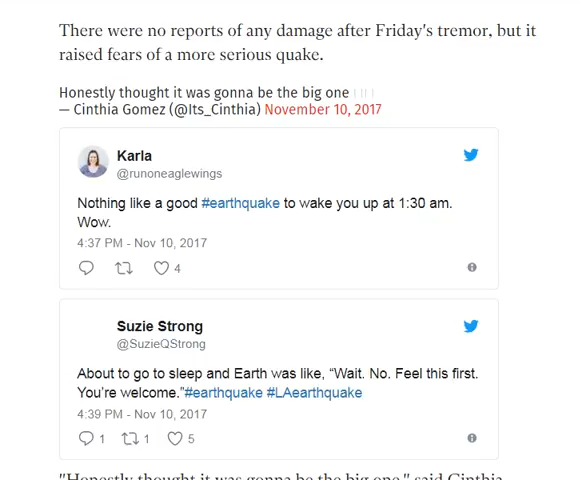 There were no reports of any damage after Friday's tremor, but it
raised fears of a more serious quake.
Honestly thought it was gonna be the big one
— Cinthia Gomez (@Its_Cinthia) November 10, 2017
Karla
@runoneaglewings
Nothing like a good #earthquake to wake you up at 1:30 am.
Wow.
4:37 PM - Nov 10, 2017
4
Suzie Strong
@SuzieQStrong
About to go to sleep and Earth was like, “Wait. No. Feel this first.
You’re welcome.”#earthquake #LAearthquake
4:39 PM - Nov 10, 2017
1 1 5
"Honestly thought it was gonna be the big one," said Cinthia